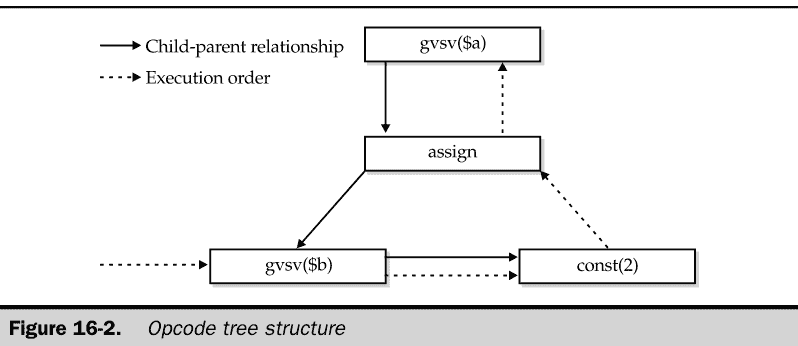 Child-parent relationship
Execution order
gvsv($a)
assign
gvsv($b)
const(2)
Figure 16-2. Opcode tree structure